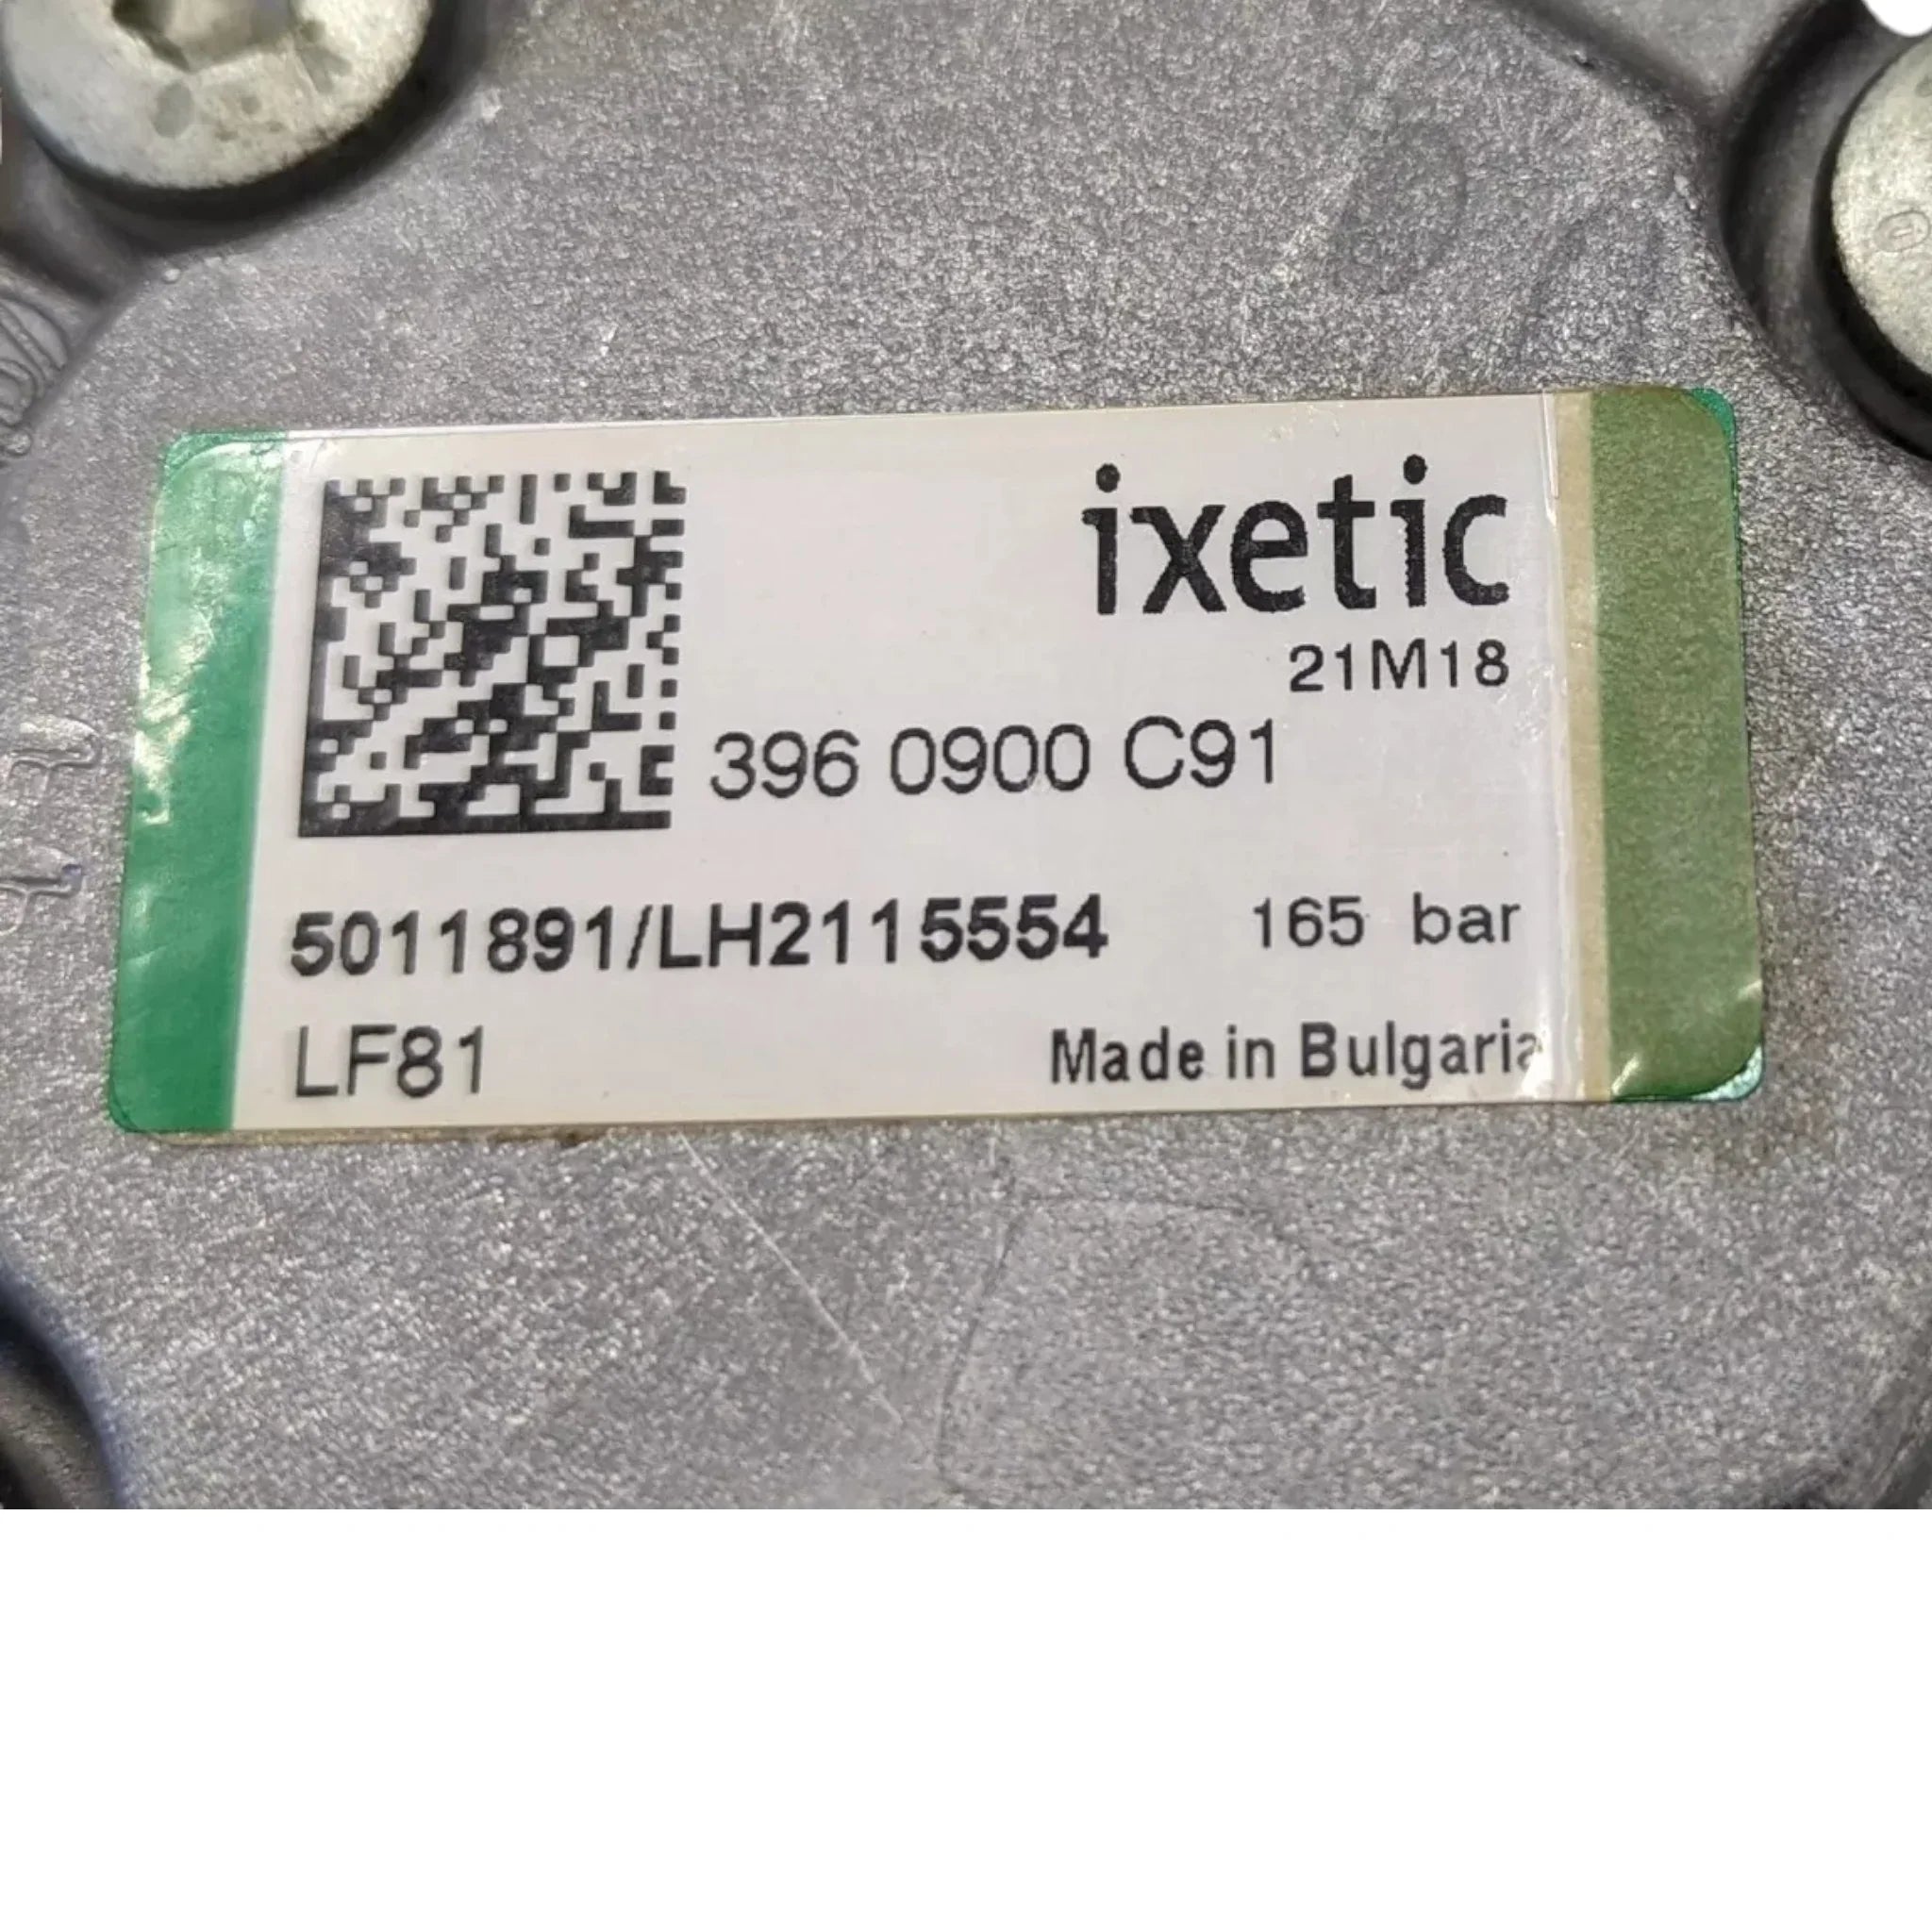 ixetic
21M18
396 0900 C91
5011891/LH2115554 165 bar
LF81 Made in Bulgaria